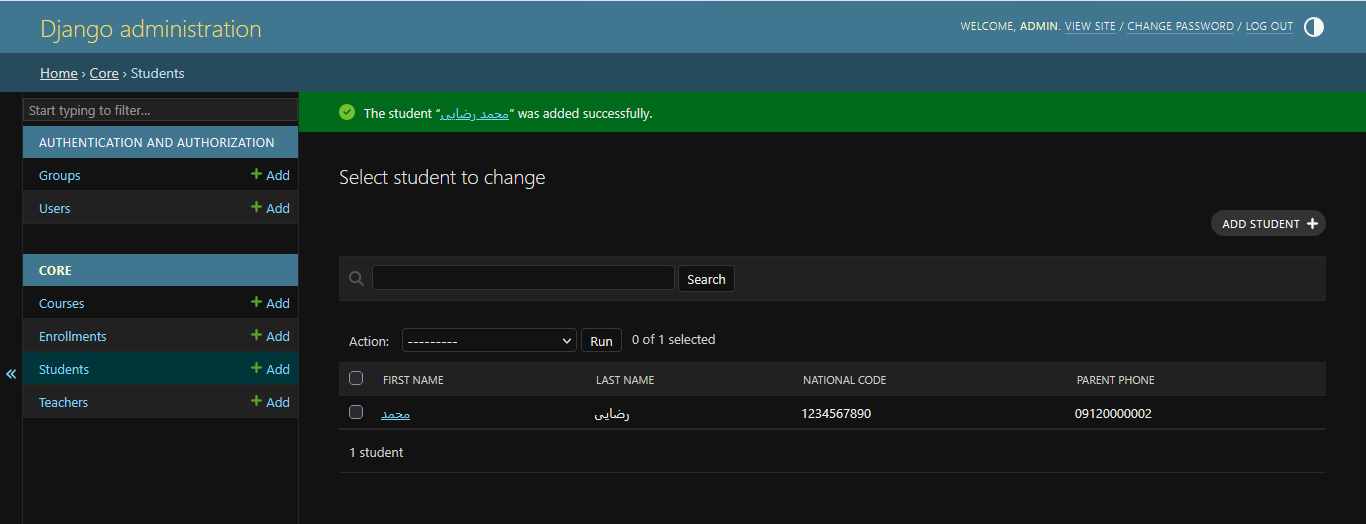 Django administration
WELCOME, ADMIN. VIEW SITE / CHANGE PASSWORD / LOG OUT
Home › Core › Students
Start typing to filter...
AUTHENTICATION AND AUTHORIZATION
Groups + Add
Users + Add
CORE
Courses + Add
Enrollments + Add
Students + Add
Teachers + Add
«
The student “محمد رضایی” was added successfully.
Select student to change
ADD STUDENT +
Search
Action: --------- Run 0 of 1 selected
FIRST NAME LAST NAME NATIONAL CODE PARENT PHONE
محمد رضایی 1234567890 09120000002
1 student